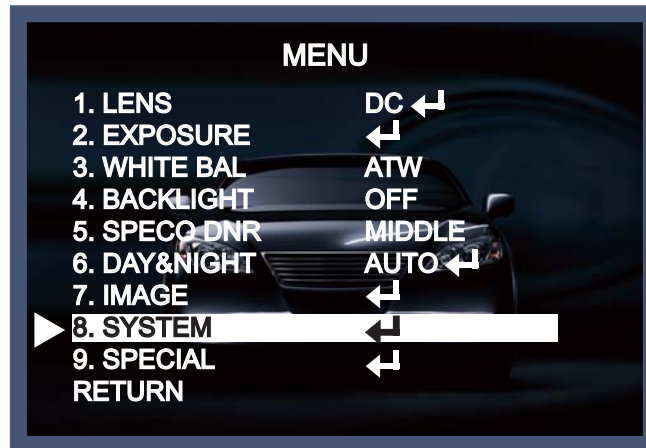 MENU
1. LENS DC ↵
2. EXPOSURE ↵
3. WHITE BAL ATW
4. BACKLIGHT OFF
5. SPECO DNR MIDDLE
6. DAY&NIGHT AUTO ↵
7. IMAGE ↵
8. SYSTEM ↵
9. SPECIAL ↵
RETURN